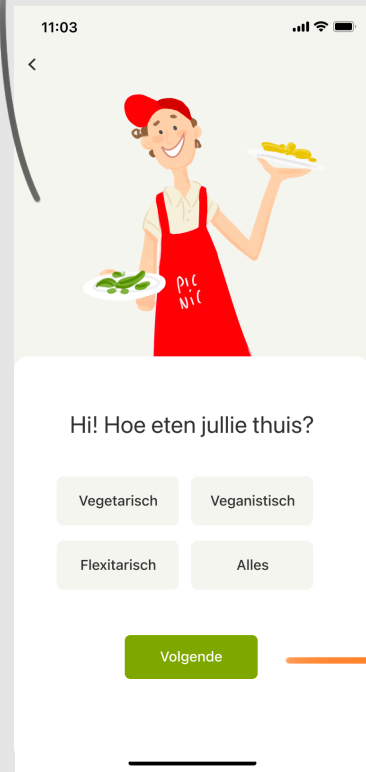 11:03
PIC
NIC
Hi! Hoe eten jullie thuis?
Vegetarisch Veganistisch
Flexitarisch Alles
Volgende